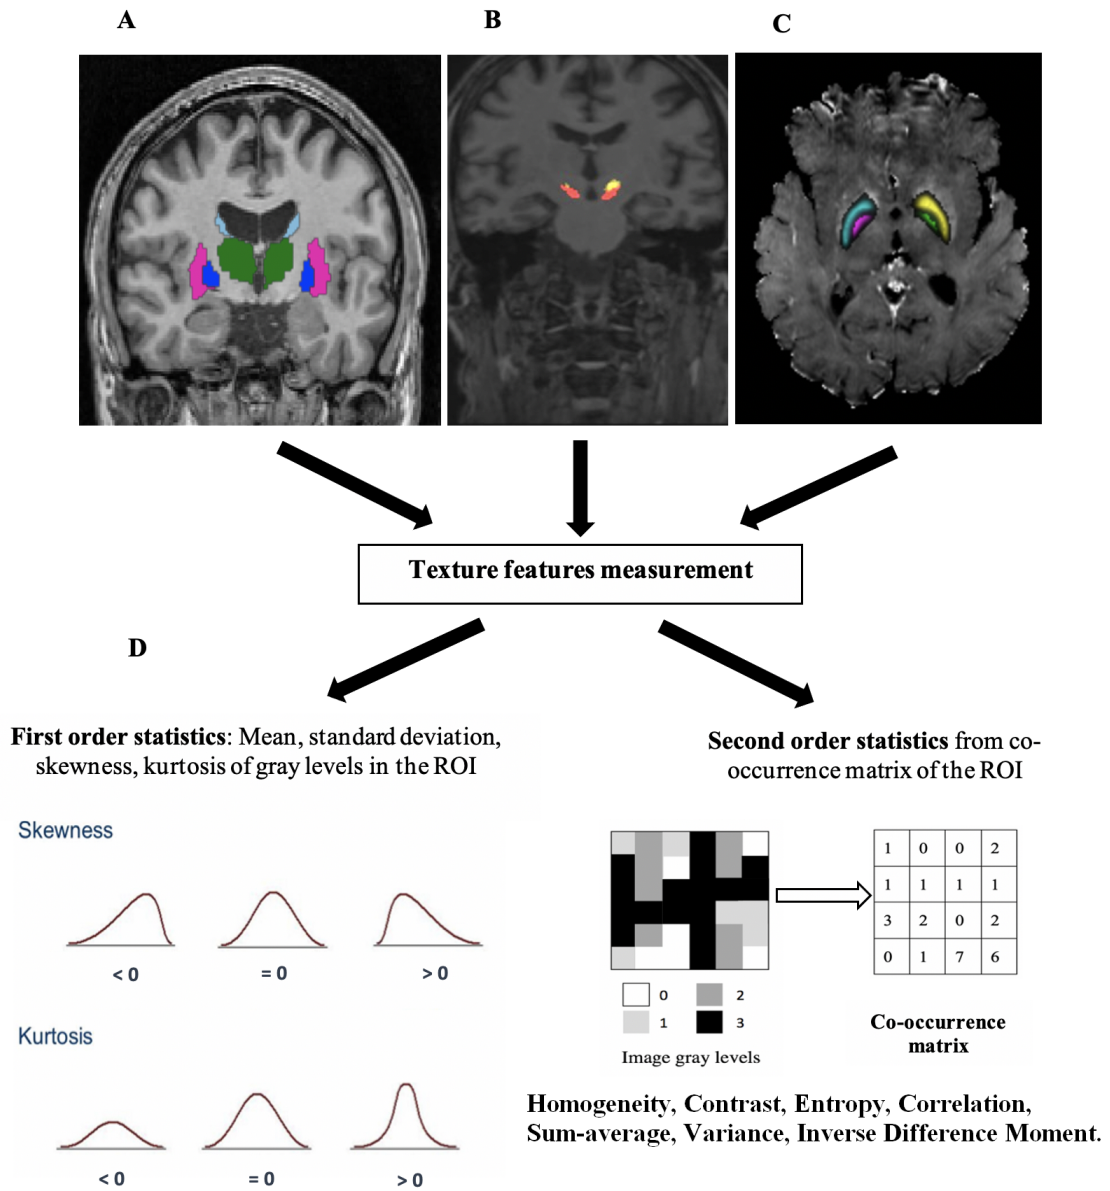 A
B
C
Texture features measurement
D
First order statistics: Mean, standard deviation,
skewness, kurtosis of gray levels in the ROI
Second order statistics from co-
occurrence matrix of the ROI
Skewness
< 0
= 0
> 0
Kurtosis
< 0
= 0
> 0
1 0 0 2
1 1 1 1
3 2 0 2
0 1 7 6
0 2
1 3
Image gray levels
Co-occurrence
matrix
Homogeneity, Contrast, Entropy, Correlation,
Sum-average, Variance, Inverse Difference Moment.